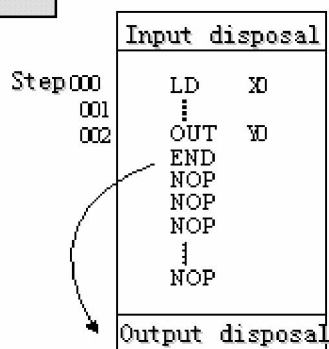 Input disposal
Step000 LD X0
001
002 OUT Y0
END
NOP
NOP
NOP
NOP
Output disposal